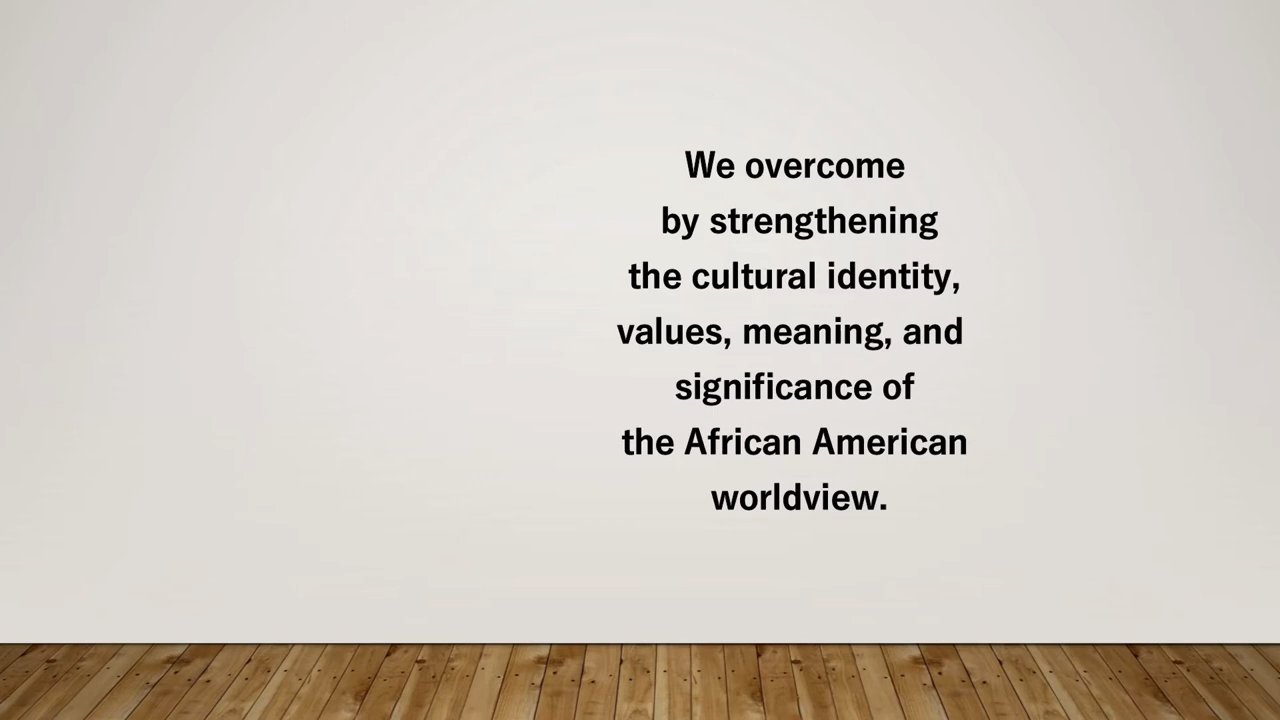 We overcome
by strengthening
the cultural identity,
values, meaning, and
significance of
the African American
worldview.